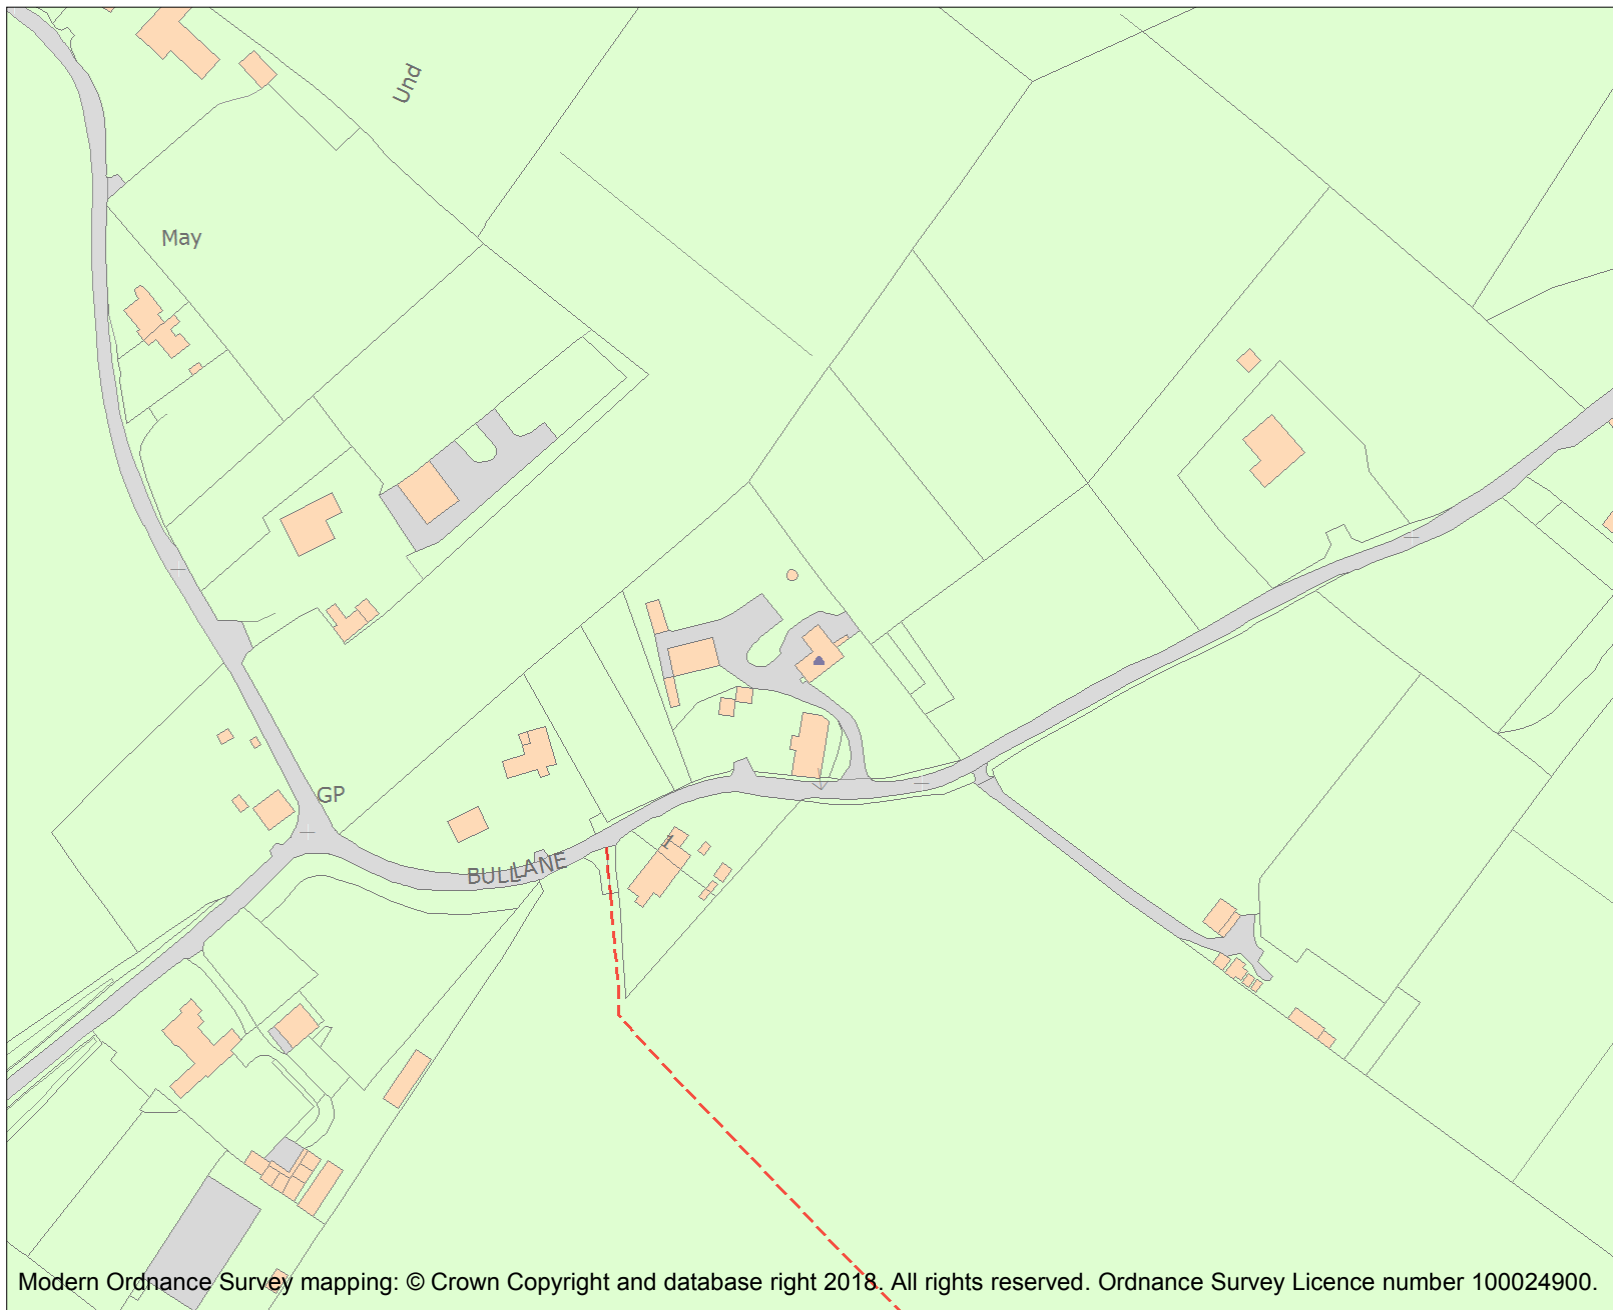 Und
May
GP
1
BULL LANE
Modern Ordnance Survey mapping: © Crown Copyright and database right 2018. All rights reserved. Ordnance Survey Licence number 100024900.